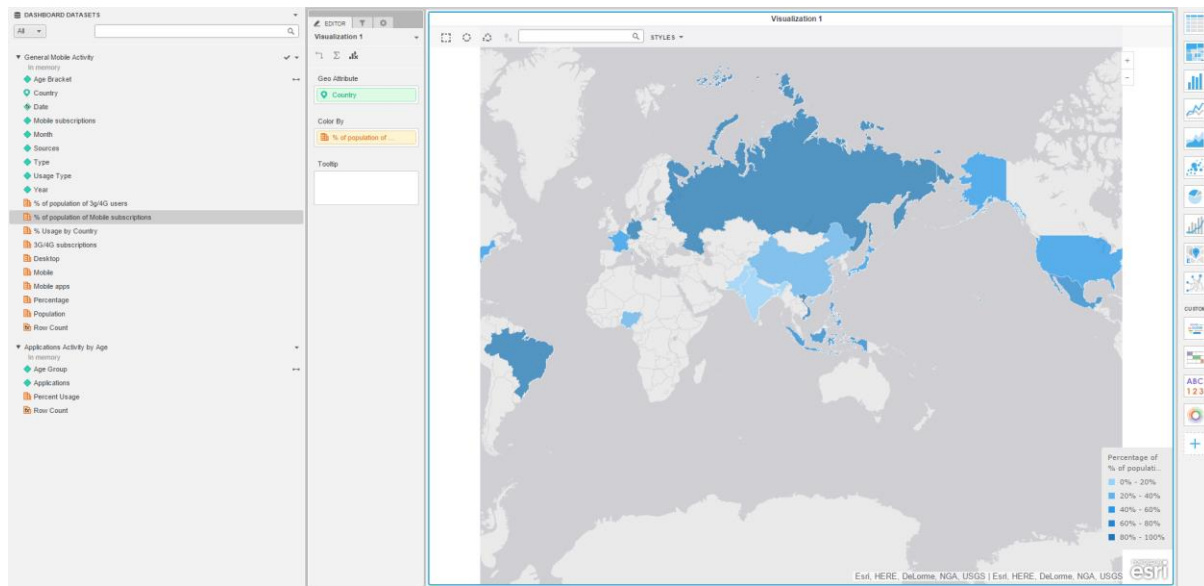 DASHBOARD DATASETS
All
General Mobile Activity
In memory
Age Bracket
Country
Date
Mobile subscriptions
Month
Sources
Type
Usage Type
Year
% of population of 3g/4G users
% of population of Mobile subscriptions
% Usage by Country
3G/4G subscriptions
Desktop
Mobile
Mobile apps
Percentage
Population
Row Count
Applications Activity by Age
In memory
Age Group
Applications
Percent Usage
Row Count
EDITOR
Visualization 1
Geo Attribute
Country
Color By
% of population of ...
Tooltip
Visualization 1
STYLES
+
-
Percentage of
% of populati...
0% - 20%
20% - 40%
40% - 60%
60% - 80%
80% - 100%
Esri, HERE, DeLorme, NGA, USGS | Esri, HERE, DeLorme, NGA, USGS
esri
CUSTOM
ABC
123
+